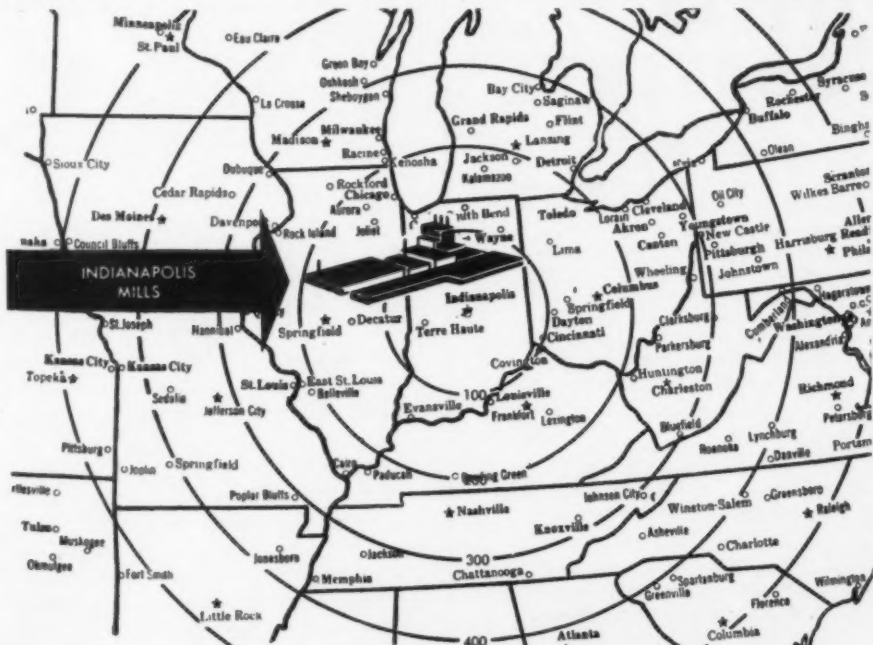 Minneapolis
St. Paul
Eau Claire
Green Bay
Oshkosh
Sheboygan
Bay City
Saginaw
Flint
Rochester
Syracuse
Buffalo
La Crosse
Madison
Milwaukee
Grand Rapids
Lansing
Racine
Kenosha
Jackson
Kalamazoo
Detroit
Olean
Sioux City
Dubuque
Cedar Rapids
Rockford
Chicago
Aurora
Joliet
Oil City
Wilkes Barre
Des Moines
Rock Island
Toledo
Lorain
Cleveland
Akron
Youngstown
New Castle
Canton
Wayne
Lima
Pittsburgh
Johnstown
Harrisburg
Council Bluffs
INDIANAPOLIS
MILLS
Wheeling
Indianapolis
Columbus
Springfield
Dayton
Cincinnati
Cumberland
Hagerstown
Washington
St. Joseph
Hannibal
Springfield
Decatur
Terre Haute
Clarksburg
Parkersburg
Covington
Kansas City
Kansas City
Topeka
Sedalia
Jefferson City
St. Louis
East St. Louis
Belleville
100
Louisville
Frankfort
Lexington
Evansville
Huntington
Charleston
Richmond
Bluefield
Lynchburg
Roanoka
Danville
Pittsburg
Joplin
Springfield
Cairo
Paducah
Bowling Green
Poplar Bluffs
Nashville
Johnson City
Winston-Salem
Greensboro
Raleigh
Knoxville
Asheville
Charlotte
Tulsa
Muskogee
Okmulgee
Fort Smith
Jonesboro
Jackson
Memphis
300
Chattanooga
Spartanburg
Greenville
Wilmington
Florence
Little Rock
Columbia
400
Atlanta